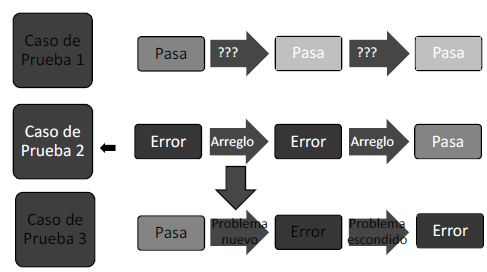 Caso de
Prueba 1
Pasa
???
Pasa
???
Pasa
Caso de
Prueba 2
Error
Arreglo
Error
Arreglo
Pasa
Caso de
Prueba 3
Pasa
Problema
nuevo
Error
Problema
escondido
Error